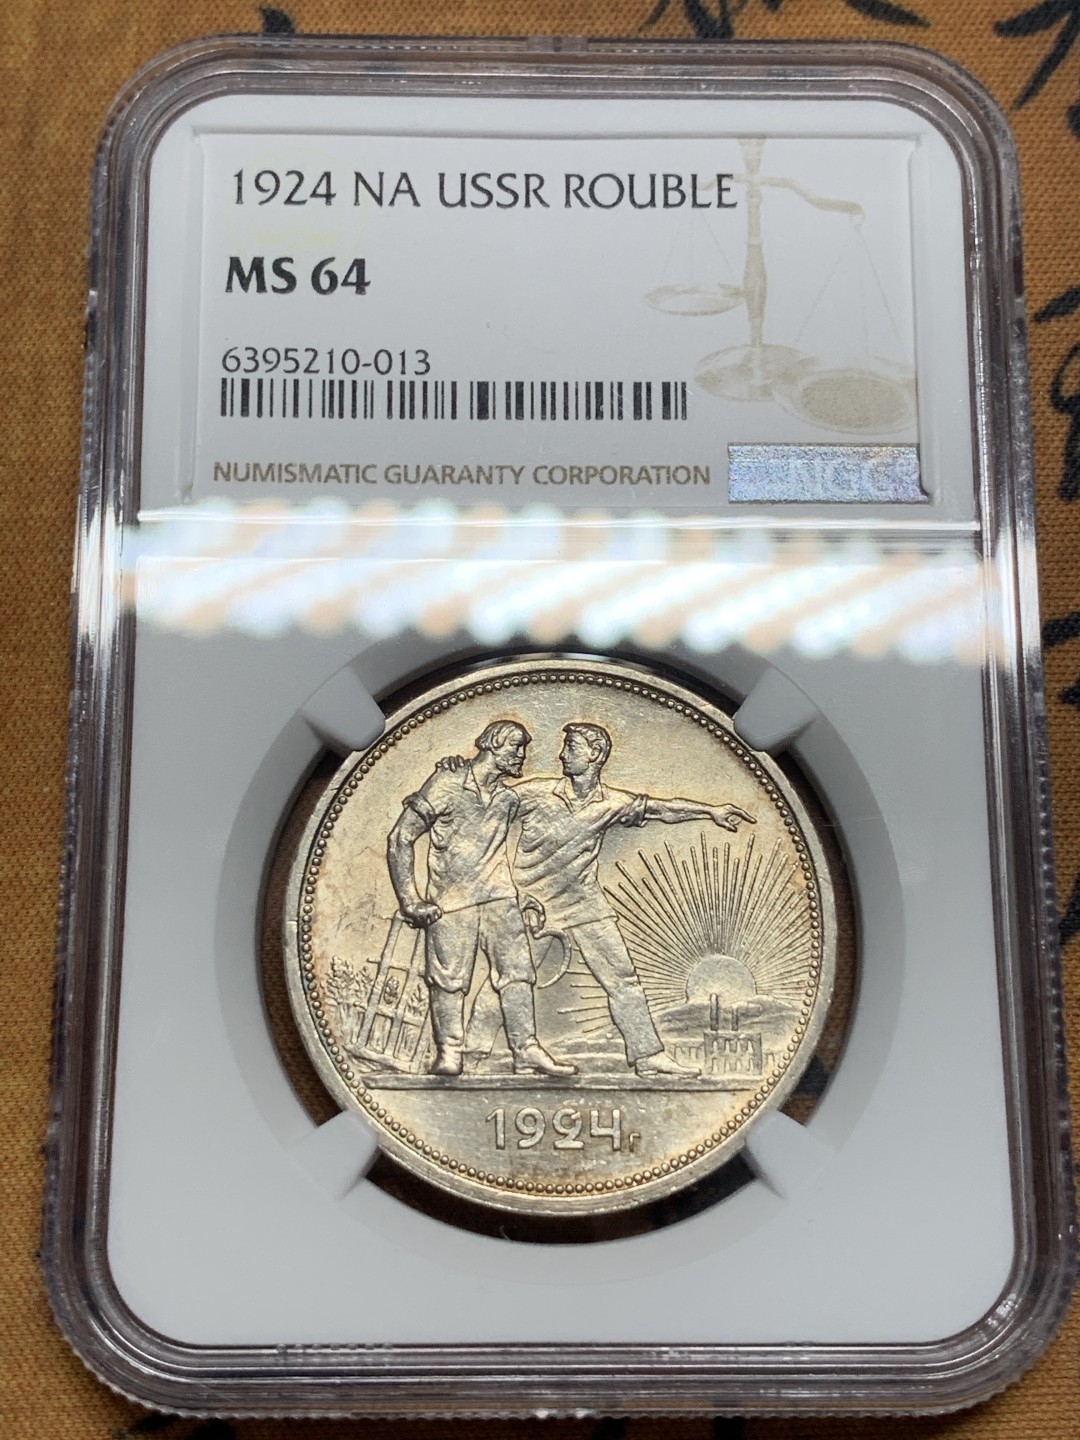 1924 NA USSR ROUBLE
MS 64
6395210-013
NUMISMATIC GUARANTY CORPORATION
NGC
1924г